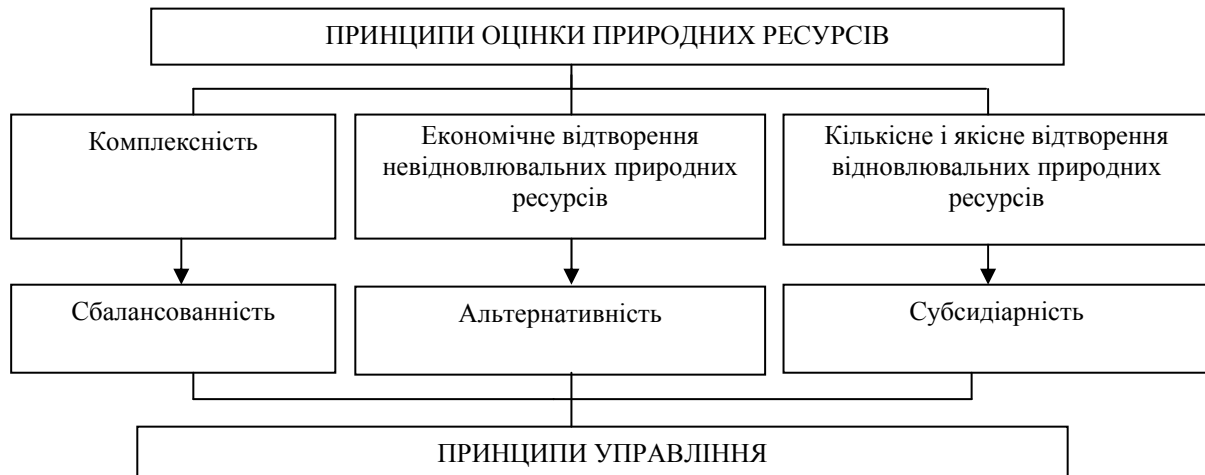 ПРИНЦИПИ ОЦІНКИ ПРИРОДНИХ РЕСУРСІВ
Комплексність
Економічне відтворення
невідновлювальних природних
ресурсів
Кількісне і якісне відтворення
відновлювальних природних
ресурсів
Сбалансованність
Альтернативність
Субсидіарність
ПРИНЦИПИ УПРАВЛІННЯ